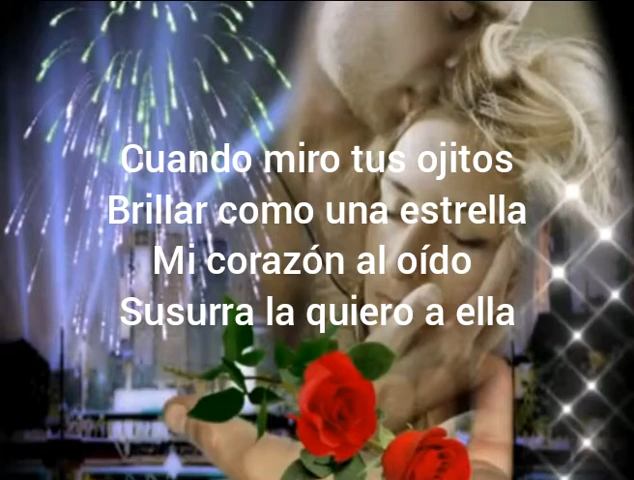 Cuando miro tus ojitos
Brillar como una estrella
Mi corazón al oído
Susurra la quiero a ella